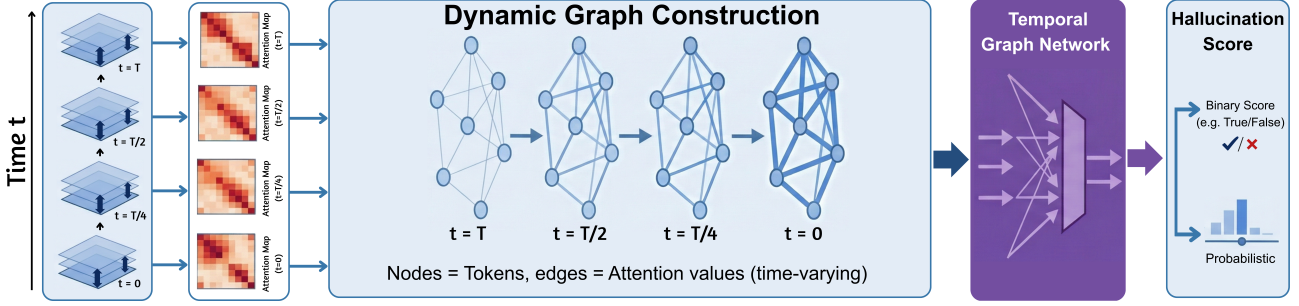 Time t
t = T
t = T/2
t = T/4
t = 0
Attention Map
(t=T)
Attention Map
(t=T/2)
Attention Map
(t=T/4)
Attention Map
(t=0)
Dynamic Graph Construction
t = T
t = T/2
t = T/4
t = 0
Nodes = Tokens, edges = Attention values (time-varying)
Temporal
Graph Network
Hallucination
Score
Binary Score
(e.g. True/False)
✓/✗
Probabilistic